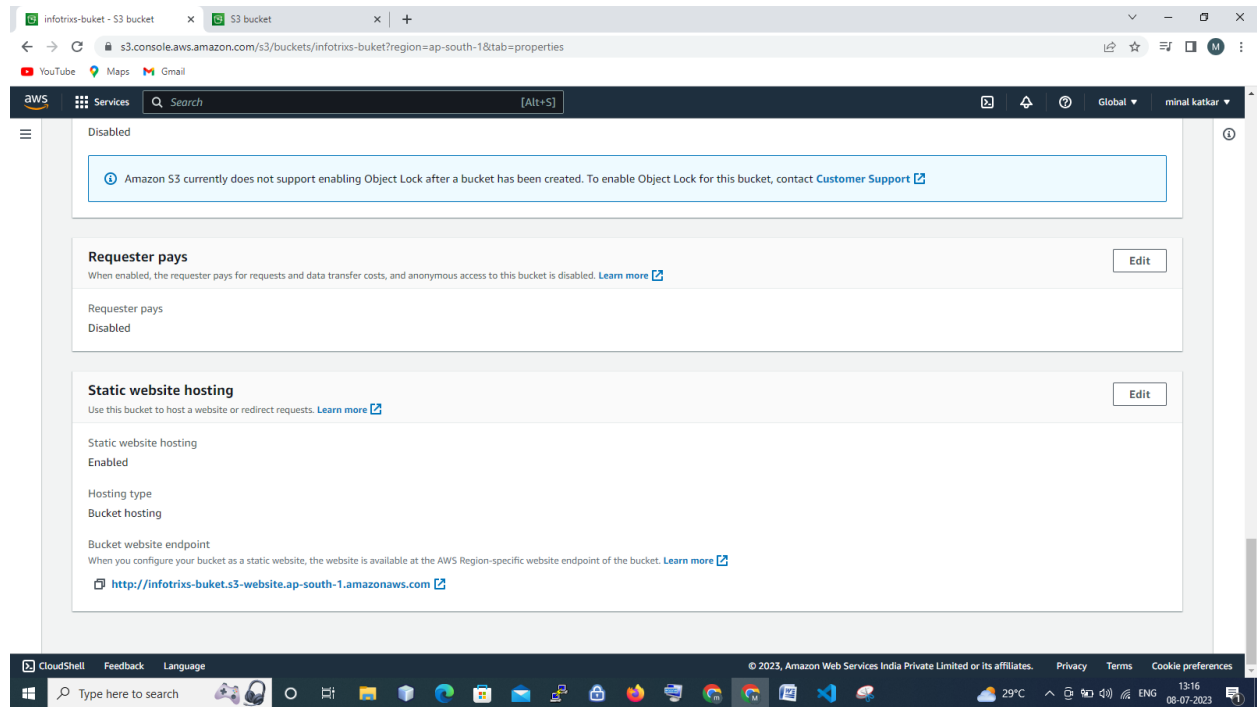 infotrixs-buket - S3 bucket
S3 bucket
s3.console.aws.amazon.com/s3/buckets/infotrixs-buket?region=ap-south-1&tab=properties
M
YouTube Maps Gmail
aws Services Search [Alt+S] Global minal katkar
Disabled
Amazon S3 currently does not support enabling Object Lock after a bucket has been created. To enable Object Lock for this bucket, contact Customer Support
Requester pays
Edit
When enabled, the requester pays for requests and data transfer costs, and anonymous access to this bucket is disabled. Learn more
Requester pays
Disabled
Static website hosting
Edit
Use this bucket to host a website or redirect requests. Learn more
Static website hosting
Enabled
Hosting type
Bucket hosting
Bucket website endpoint
When you configure your bucket as a static website, the website is available at the AWS Region-specific website endpoint of the bucket. Learn more
http://infotrixs-buket.s3-website.ap-south-1.amazonaws.com
CloudShell Feedback Language © 2023, Amazon Web Services India Private Limited or its affiliates. Privacy Terms Cookie preferences
Type here to search 29°C ENG 13:16
08-07-2023